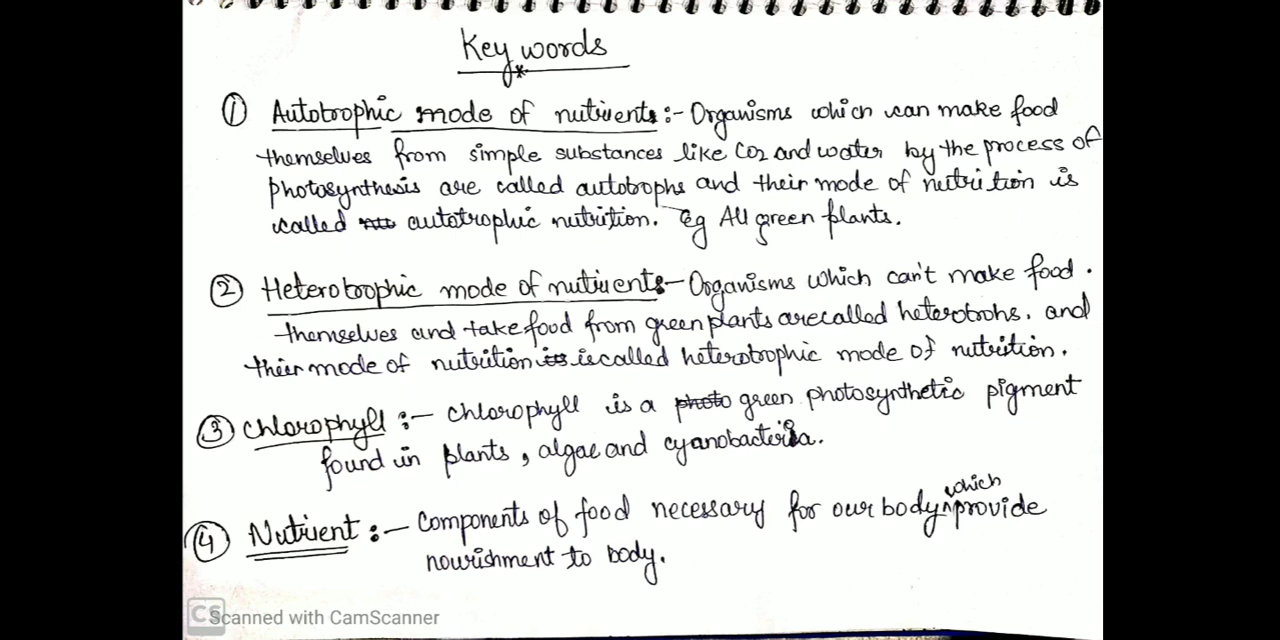 Key words
① Autotrophic mode of nutrients :- Organisms which can make food
themselves from simple substances like CO2 and water by the process of
photosynthesis are called autotrophs and their mode of nutrition is
called autotrophic nutrition. Eg All green plants.
② Heterotrophic mode of nutrients:- Organisms which can't make food.
themselves and take food from green plants are called heterotrohs. and
their mode of nutrition is called heterotrophic mode of nutrition.
③ Chlorophyll :- chlorophyll is a photo green photosynthetic pigment
found in plants, algae and cyanobacteria.
④ Nutrient :- Components of food necessary for our body which provide
nourishment to body.
CS Scanned with CamScanner